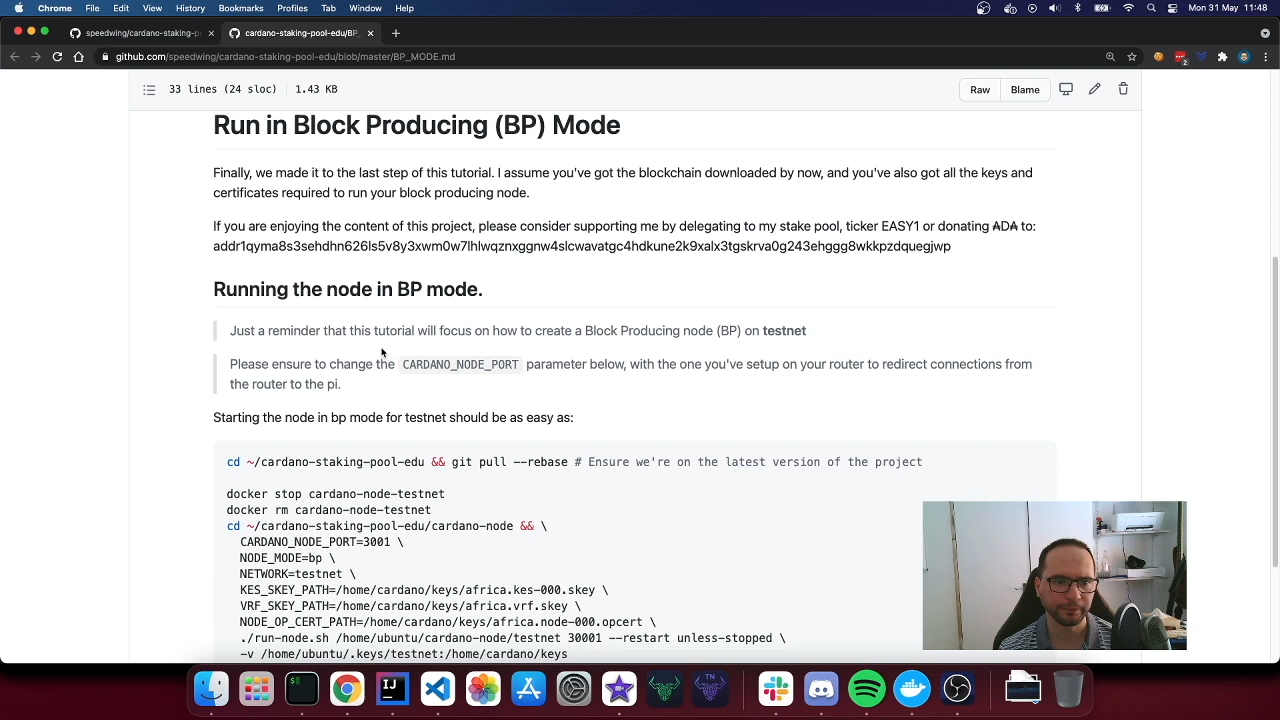 Chrome File Edit View History Bookmarks Profiles Tab Window Help Mon 31 May 11:48
speedwing/cardano-staking-p
cardano-staking-pool-edu/BP_
github.com/speedwing/cardano-staking-pool-edu/blob/master/BP_MODE.md
33 lines (24 sloc) 1.43 KB Raw Blame
Run in Block Producing (BP) Mode
Finally, we made it to the last step of this tutorial. I assume you've got the blockchain downloaded by now, and you've also got all the keys and
certificates required to run your block producing node.
If you are enjoying the content of this project, please consider supporting me by delegating to my stake pool, ticker EASY1 or donating ₳D₳ to:
addr1qyma8s3sehdhn626ls5v8y3xwm0w7lhlwqznxggnw4slcwavatgc4hdkune2k9xalx3tgskrva0g243ehggg8wkkpzdquegjwp
Running the node in BP mode.
Just a reminder that this tutorial will focus on how to create a Block Producing node (BP) on testnet
Please ensure to change the CARDANO_NODE_PORT parameter below, with the one you've setup on your router to redirect connections from
the router to the pi.
Starting the node in bp mode for testnet should be as easy as:
cd ~/cardano-staking-pool-edu && git pull --rebase # Ensure we're on the latest version of the project
docker stop cardano-node-testnet
docker rm cardano-node-testnet
cd ~/cardano-staking-pool-edu/cardano-node && \
CARDANO_NODE_PORT=3001 \
NODE_MODE=bp \
NETWORK=testnet \
KES_SKEY_PATH=/home/cardano/keys/africa.kes-000.skey \
VRF_SKEY_PATH=/home/cardano/keys/africa.vrf.skey \
NODE_OP_CERT_PATH=/home/cardano/keys/africa.node-000.opcert \
./run-node.sh /home/ubuntu/cardano-node/testnet 30001 --restart unless-stopped \
-v /home/ubuntu/.keys/testnet:/home/cardano/keys